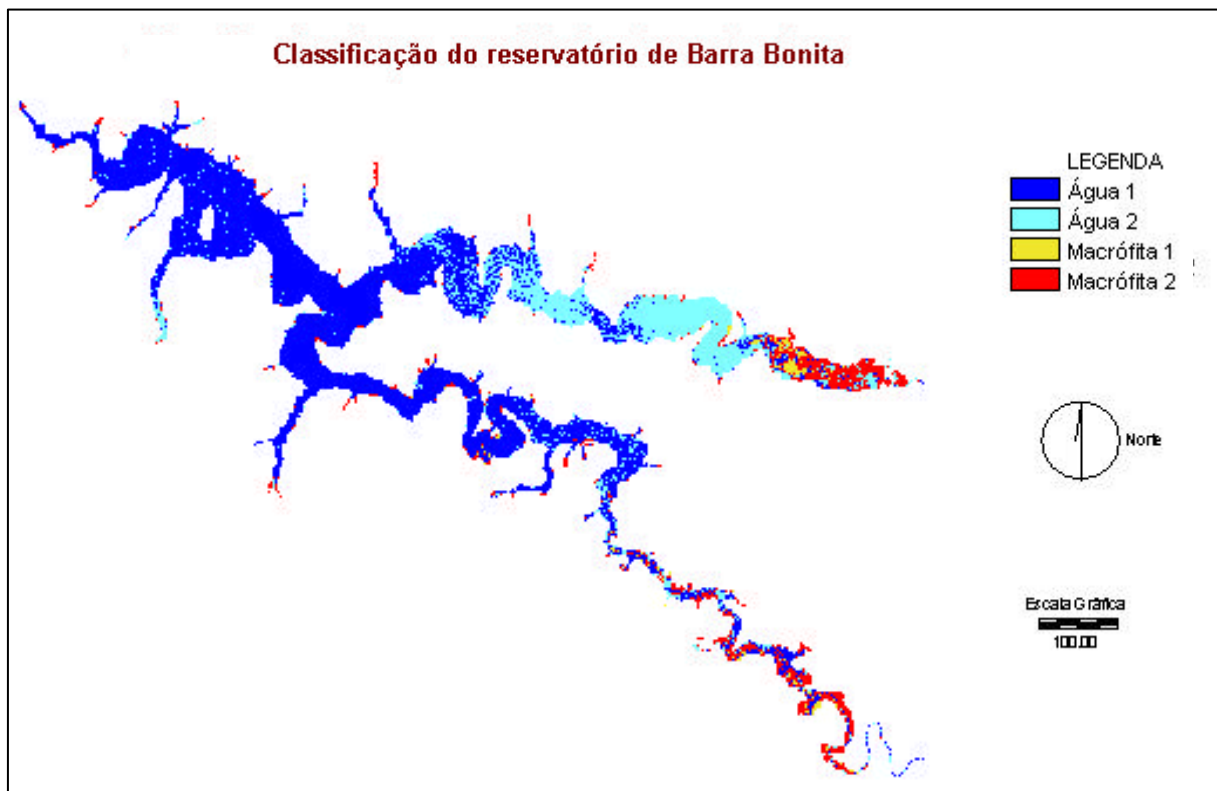 Classificação do reservatório de Barra Bonita
LEGENDA
Água 1
Água 2
Macrófita 1
Macrófita 2
Norte
Escala Gráfica
100.00